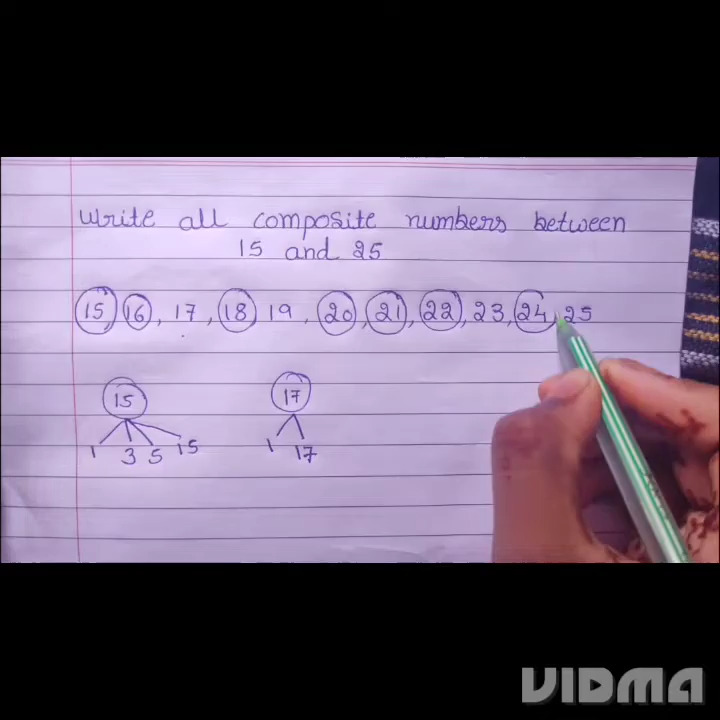 Write all composite numbers between
15 and 25
15, 16, 17, 18 19, 20, 21, 22, 23, 24, 25
15 17
1 3 5 15 1 17
VIDMA